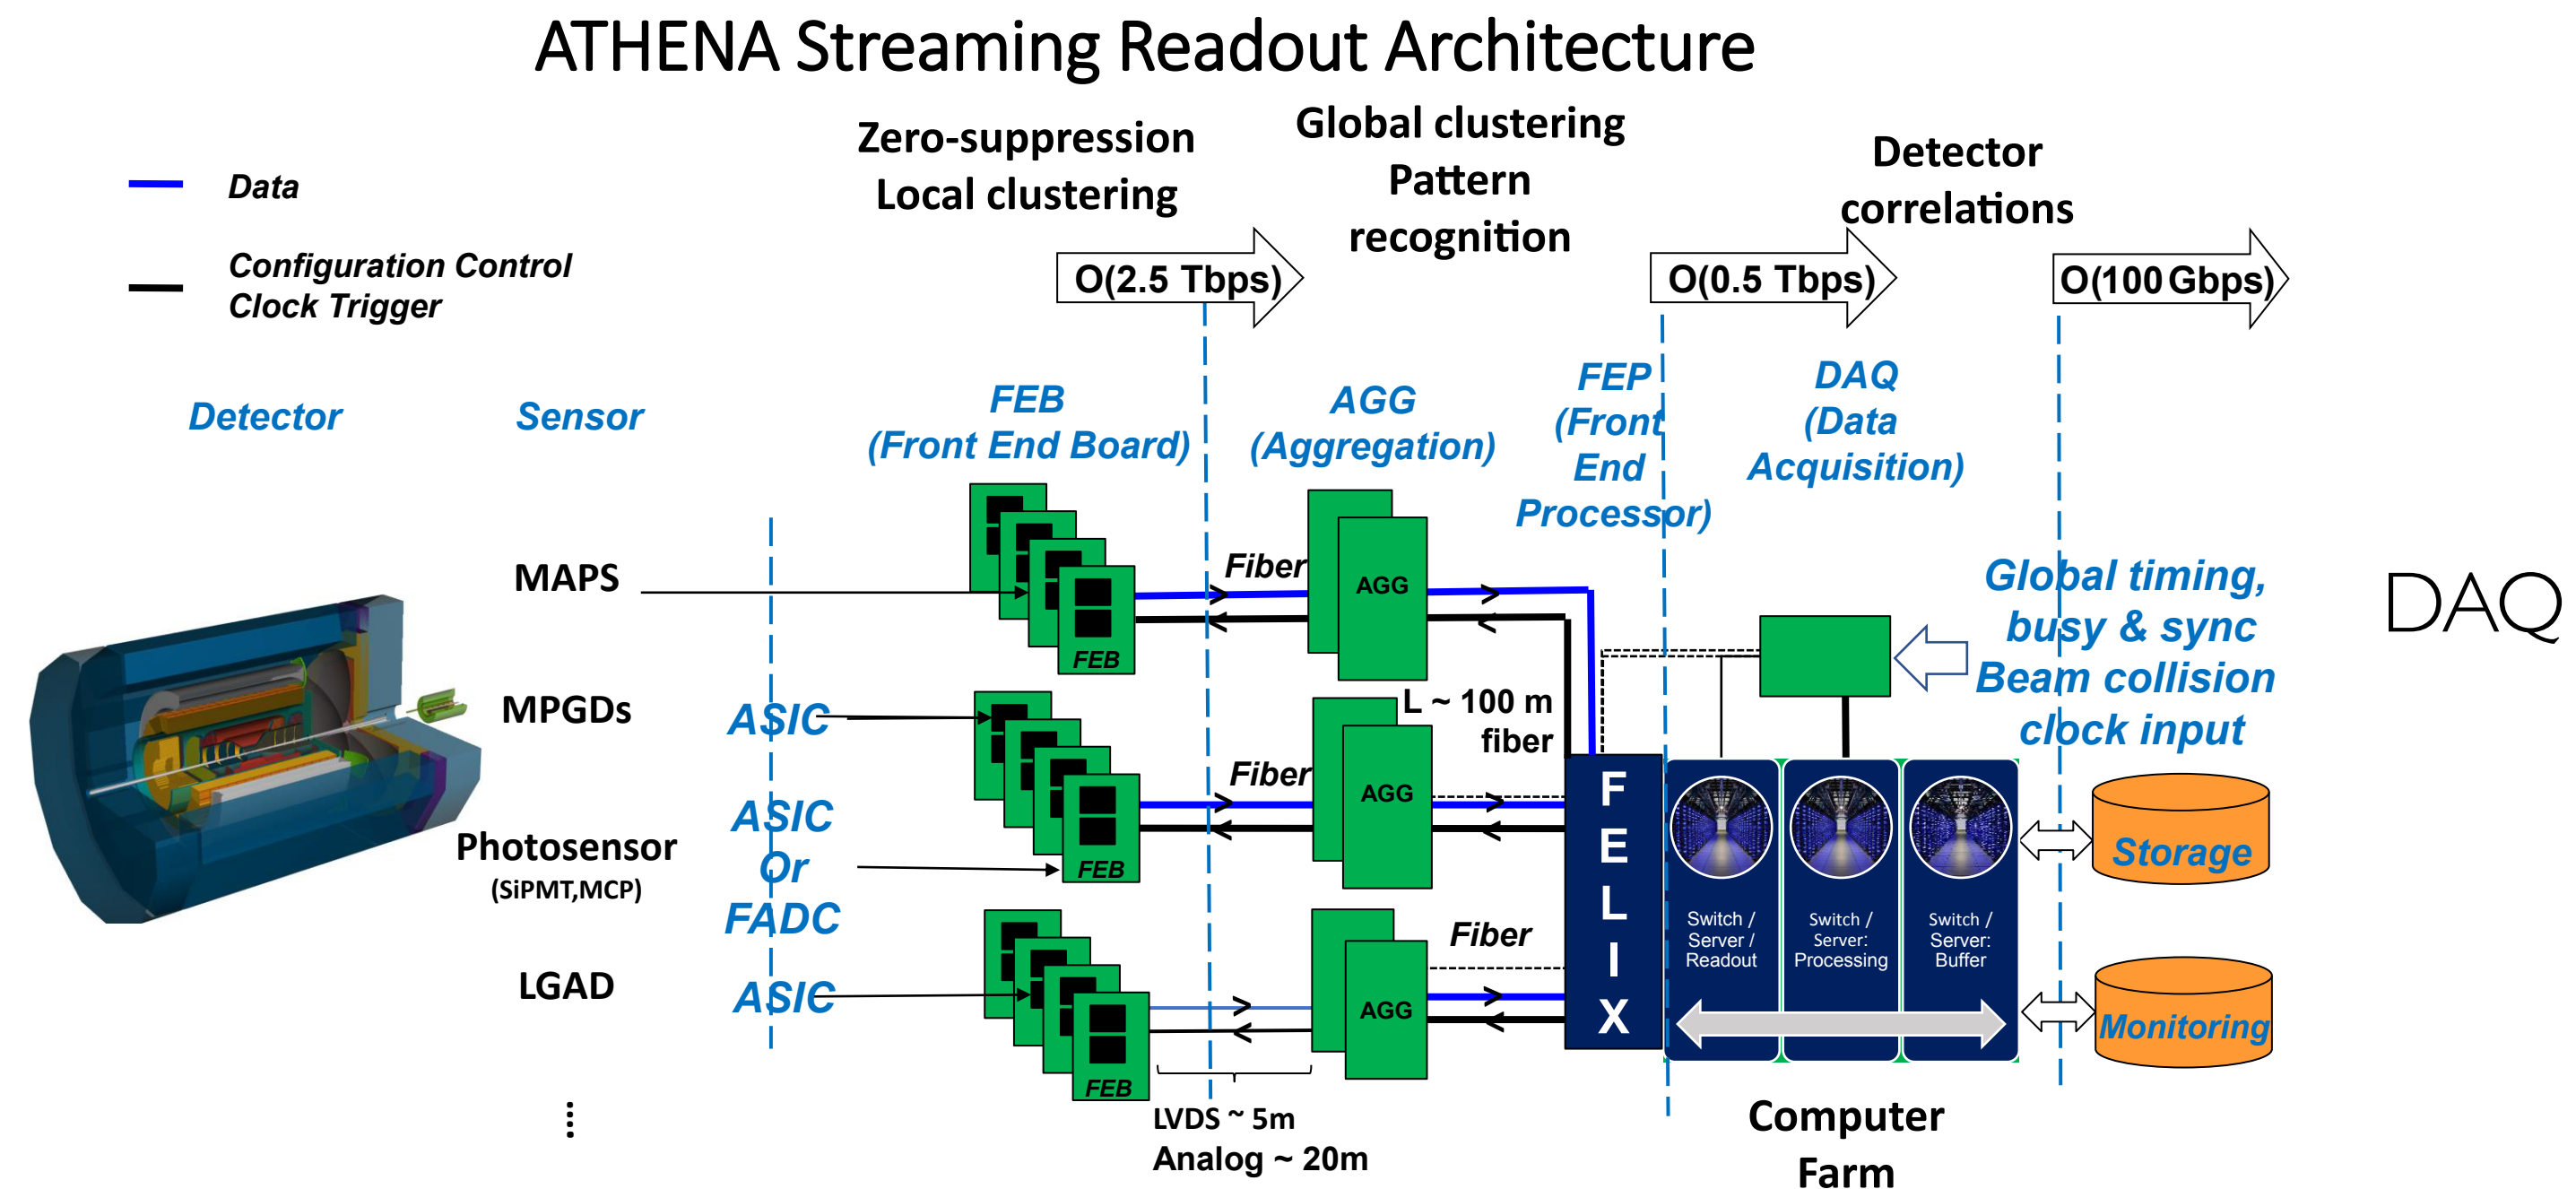 ATHENA Streaming Readout Architecture
Zero-suppression
Local clustering
Global clustering
Pattern
recognition
Detector
correlations
Data
Configuration Control
Clock Trigger
O(2.5 Tbps)
O(0.5 Tbps)
O(100 Gbps)
Detector
Sensor
FEB
(Front End Board)
AGG
(Aggregation)
FEP
(Front
End
Processor)
DAQ
(Data
Acquisition)
MAPS
MPGDs
Photosensor
(SiPMT,MCP)
LGAD
ASIC
ASIC
Or
FADC
ASIC
FEB
FEB
FEB
Fiber
Fiber
Fiber
AGG
AGG
AGG
L ~ 100 m
fiber
LVDS ~ 5m
Analog ~ 20m
F
E
L
I
X
Global timing,
busy & sync
Beam collision
clock input
DAQ
Switch /
Server /
Readout
Switch /
Server:
Processing
Switch /
Server:
Buffer
Storage
Monitoring
Computer
Farm